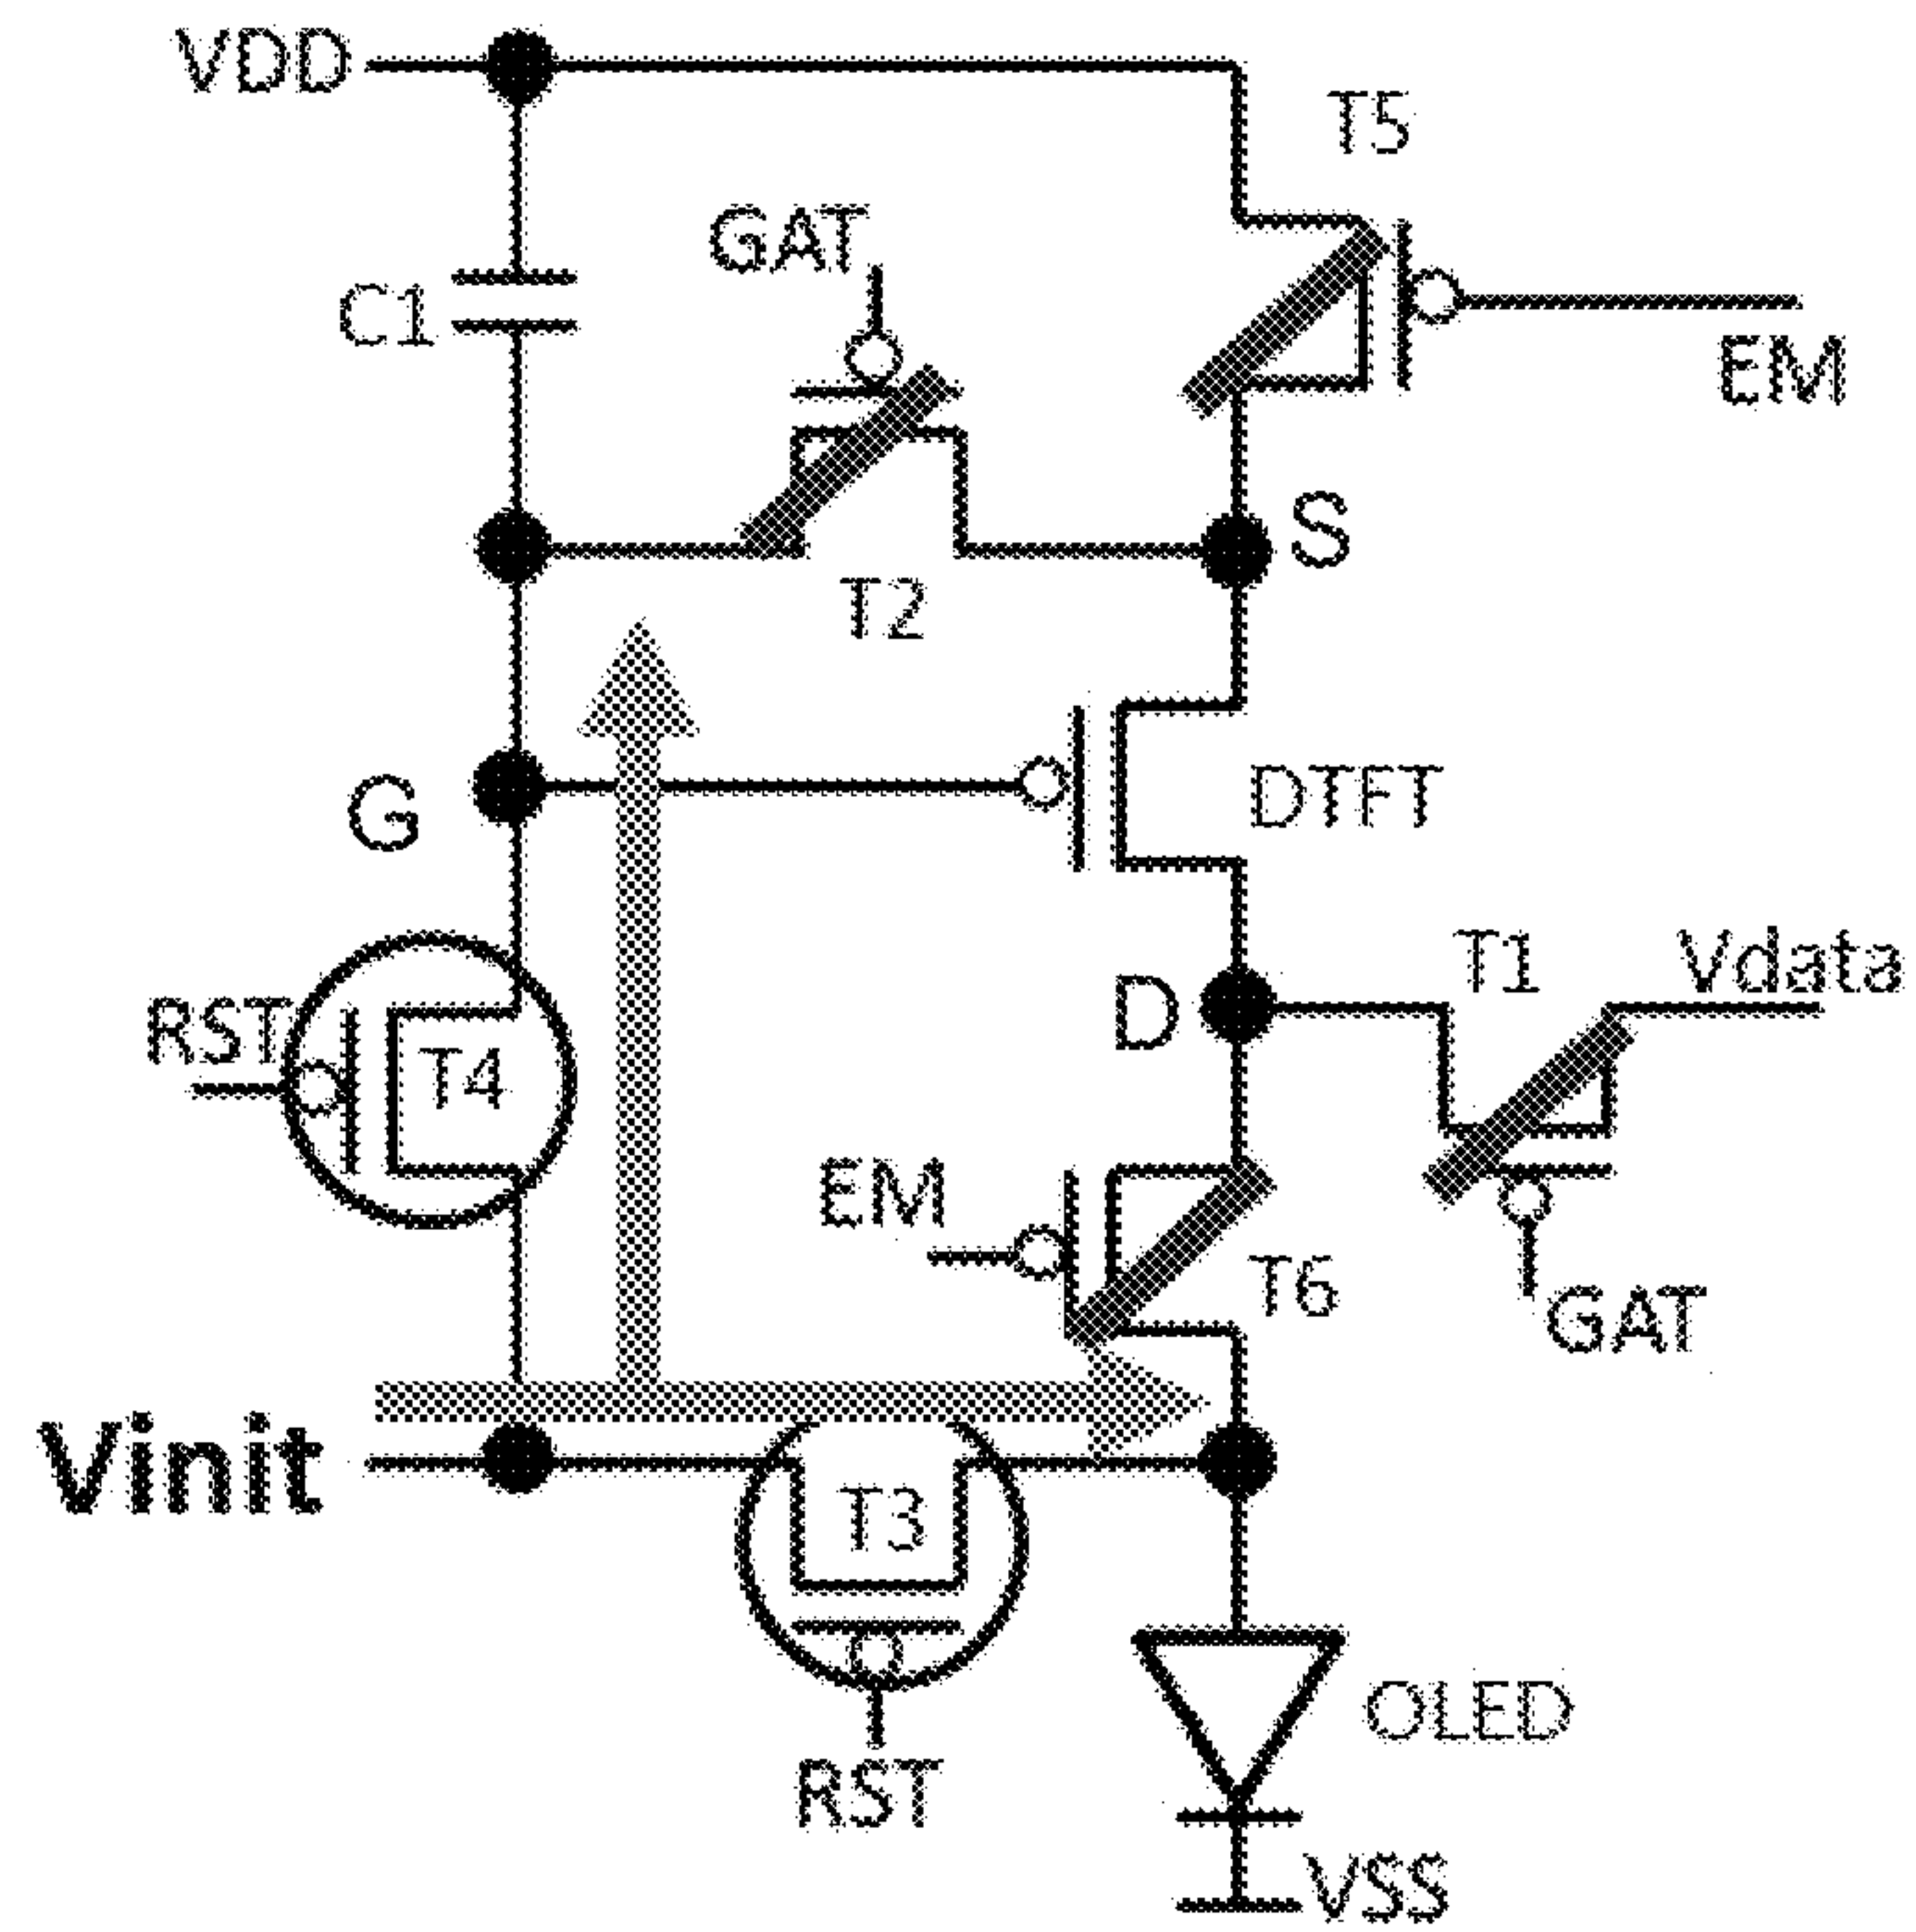 VDD
T5
GAT
C1
EM
S
T2
G
DTFT
T1
Vdata
D
RST
T4
EM
T6
GAT
Vinit
T3
OLED
RST
VSS